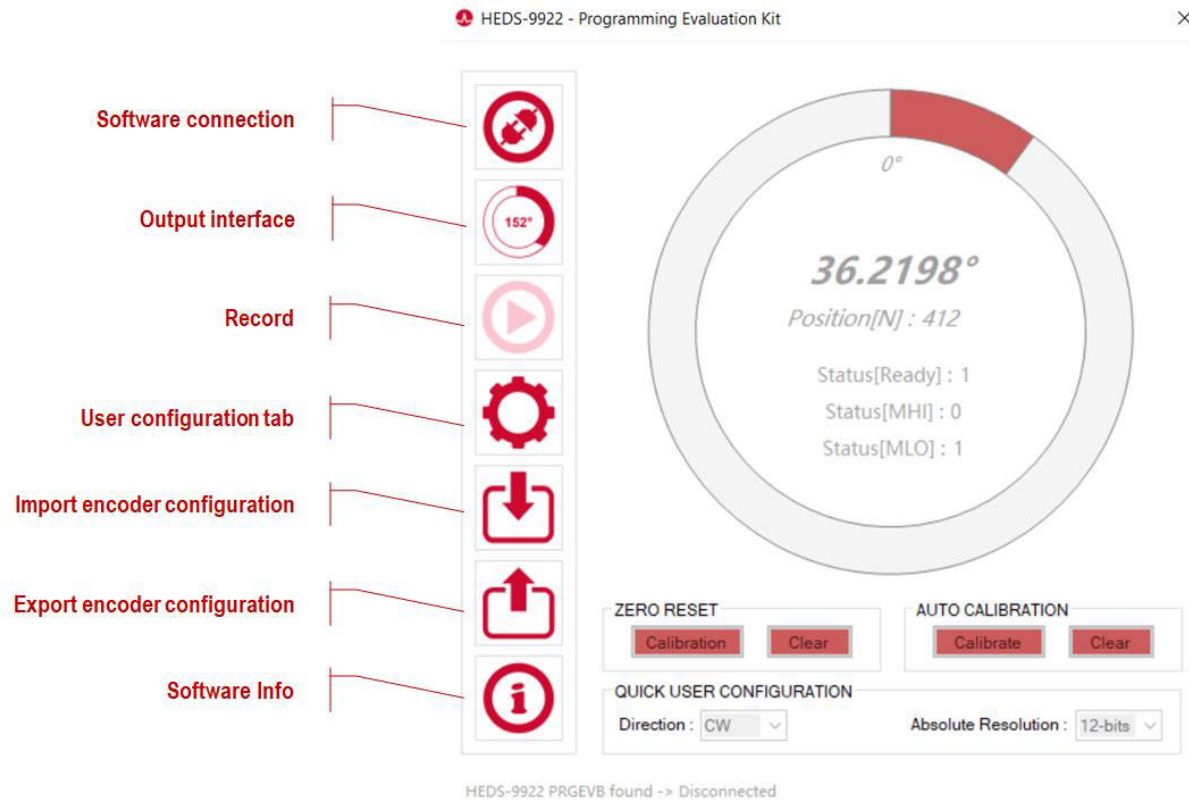 HEDS-9922 - Programming Evaluation Kit
Software connection
Output interface
152°
Record
User configuration tab
Import encoder configuration
Export encoder configuration
Software Info
0°
36.2198°
Position[N] : 412
Status[Ready] : 1
Status[MHI] : 0
Status[MLO] : 1
ZERO RESET
Calibration Clear
AUTO CALIBRATION
Calibrate Clear
QUICK USER CONFIGURATION
Direction : CW
Absolute Resolution : 12-bits
HEDS-9922 PRGEVB found -> Disconnected